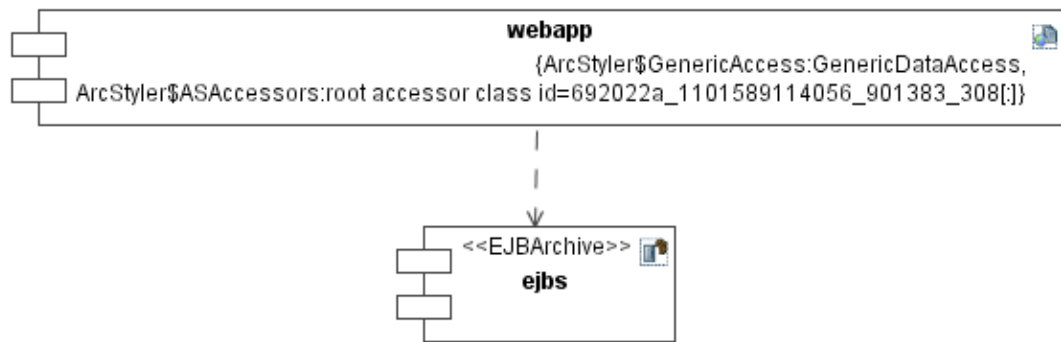 webapp
{ArcStyler$GenericAccess:GenericDataAccess,
ArcStyler$ASAccessors:root accessor class id=692022a_1101589114056_901383_308[:]}
<<EJBArchive>>
ejbs